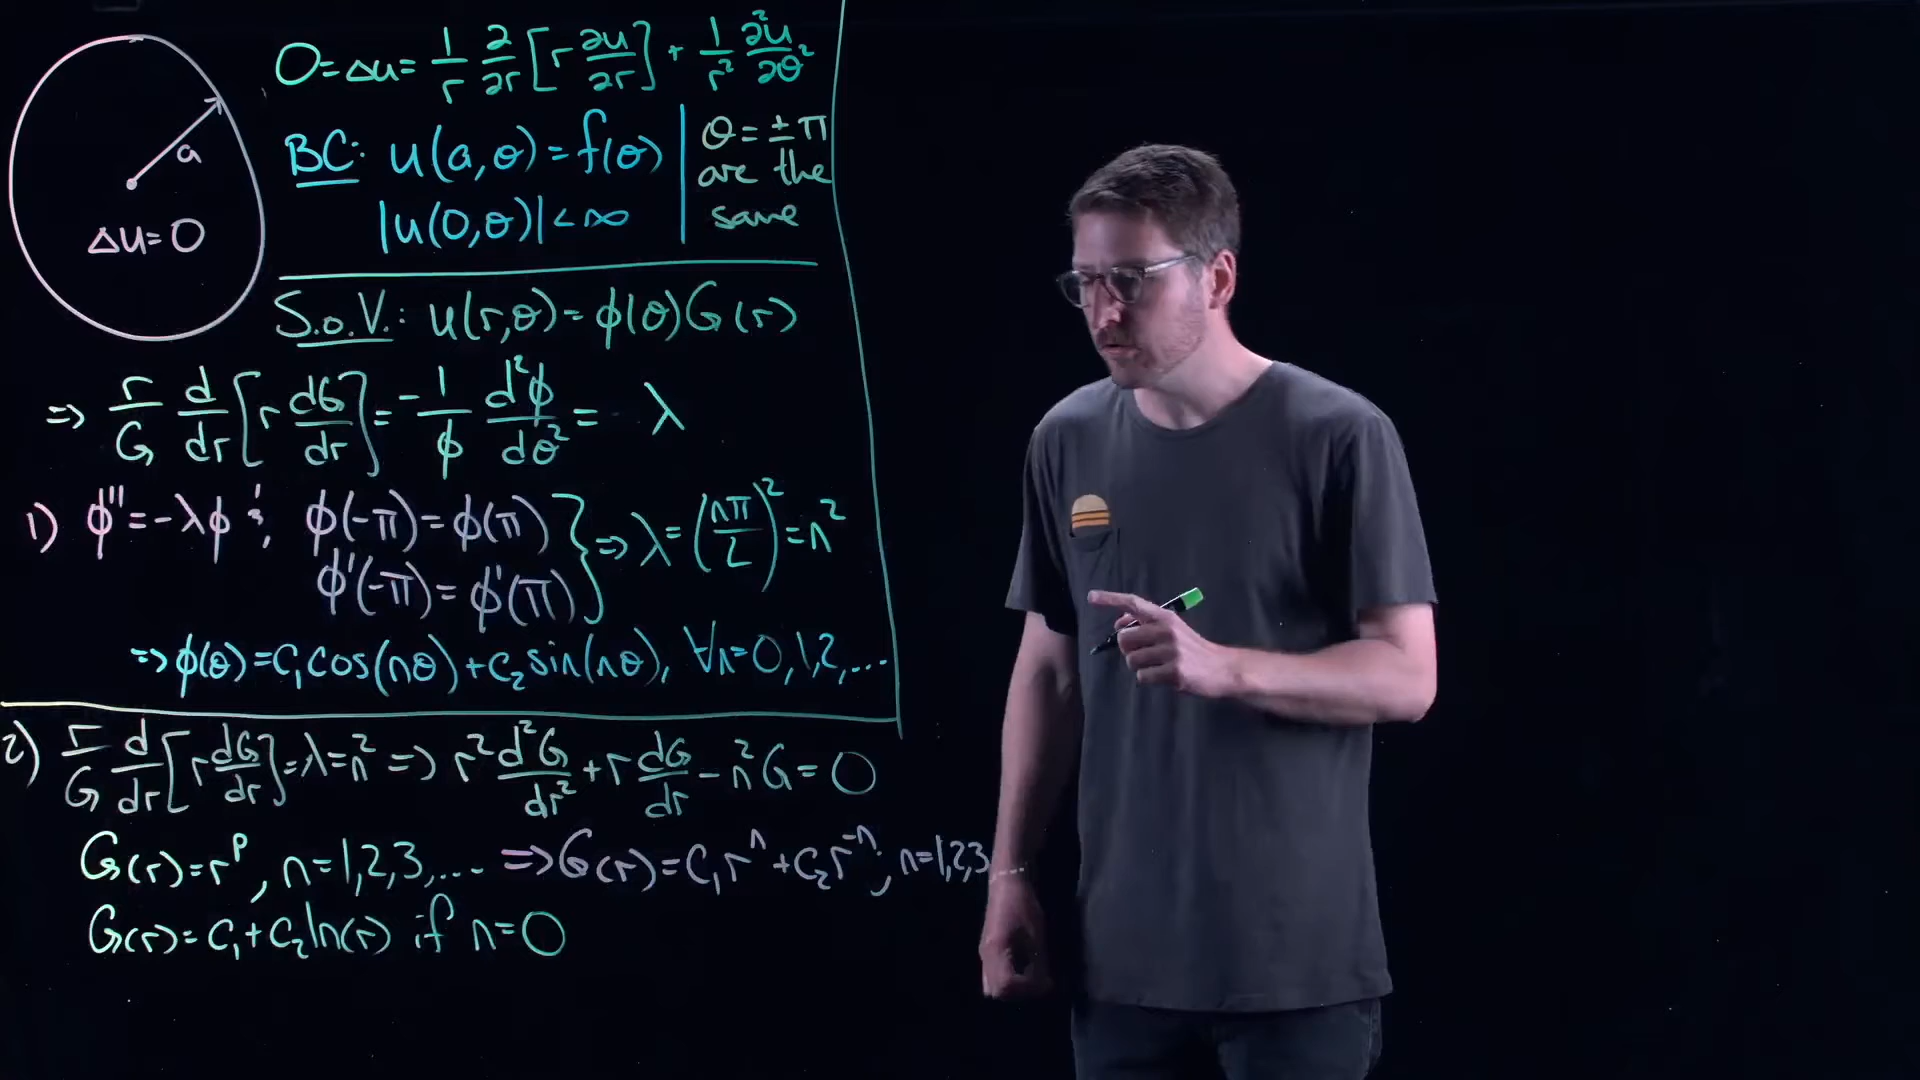 a
Δu=0
0=Δu= 1/r ∂/∂r [r ∂u/∂r] + 1/r² ∂²u/∂θ²
BC: u(a,θ)=f(θ)
|u(0,θ)|<∞
θ=±π
are the
same
S.o.V.: u(r,θ)=ϕ(θ)G(r)
⇒ r/G d/dr [r dG/dr] = -1/ϕ d²ϕ/dθ² = λ
1) ϕ''=-λϕ ; ϕ(-π)=ϕ(π) } ⇒ λ=(nπ/L)²=n²
ϕ'(-π)=ϕ'(π)
⇒ϕ(θ)=c₁cos(nθ)+c₂sin(nθ), ∀n=0,1,2,...
2) r/G d/dr [r dG/dr]=λ=n² ⇒ r² d²G/dr² + r dG/dr - n²G=0
G(r)=r^p, n=1,2,3,... ⇒G(r)=c₁rⁿ+c₂r⁻ⁿ; n=1,2,3,...
G(r)=c₁+c₂ln(r) if n=0